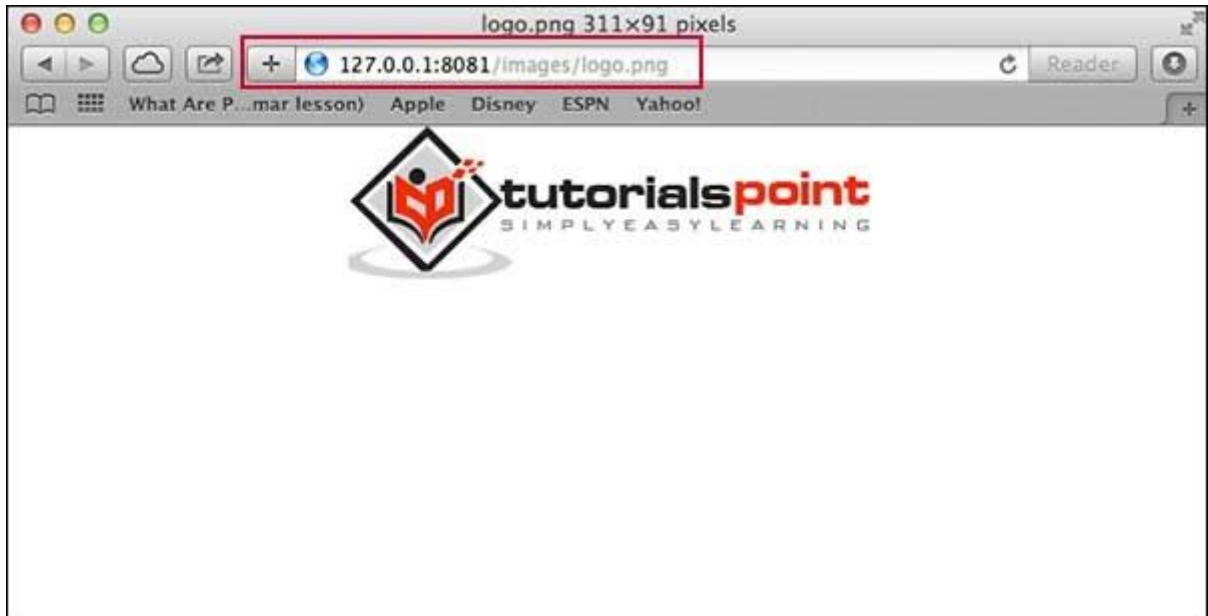 logo.png 311×91 pixels
127.0.0.1:8081/images/logo.png
Reader
What Are P...mar lesson) Apple Disney ESPN Yahoo!
tutorialspoint
SIMPLYEASYLEARNING